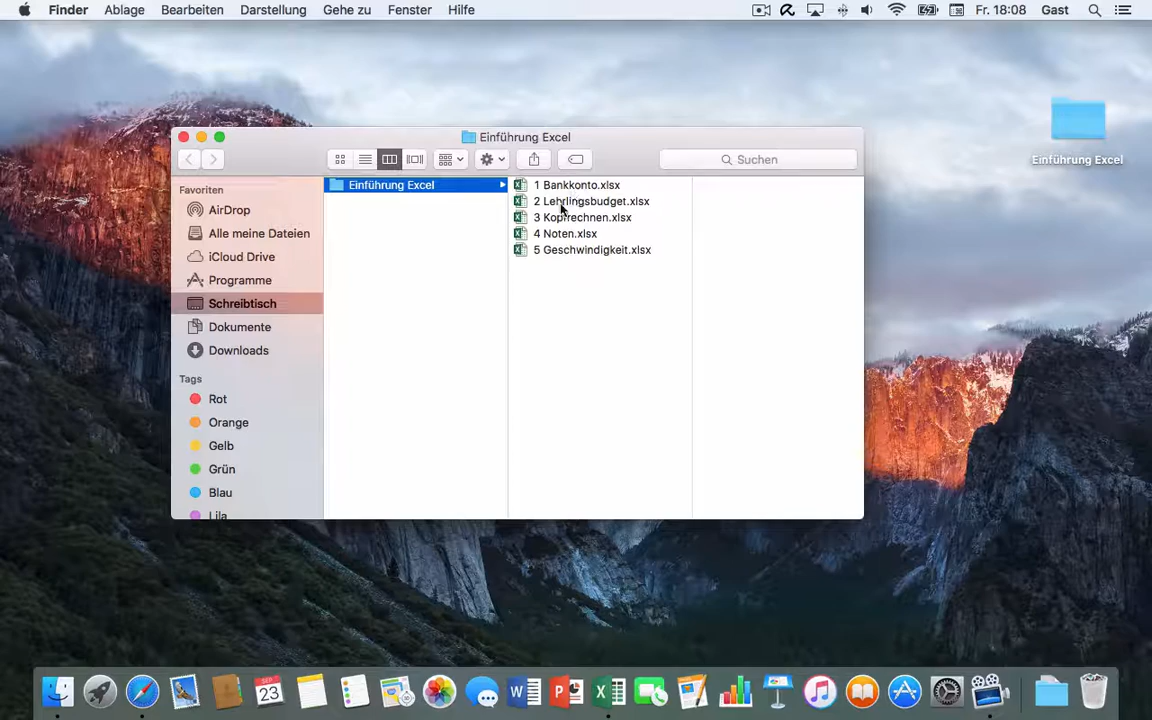 Finder Ablage Bearbeiten Darstellung Gehe zu Fenster Hilfe Fr. 18:08 Gast
Einführung Excel
Suchen
Favoriten
AirDrop
Alle meine Dateien
iCloud Drive
Programme
Schreibtisch
Dokumente
Downloads
Tags
Rot
Orange
Gelb
Grün
Blau
Lila
Einführung Excel
1 Bankkonto.xlsx
2 Lehrlingsbudget.xlsx
3 Kopfrechnen.xlsx
4 Noten.xlsx
5 Geschwindigkeit.xlsx
Einführung Excel
SEP
23